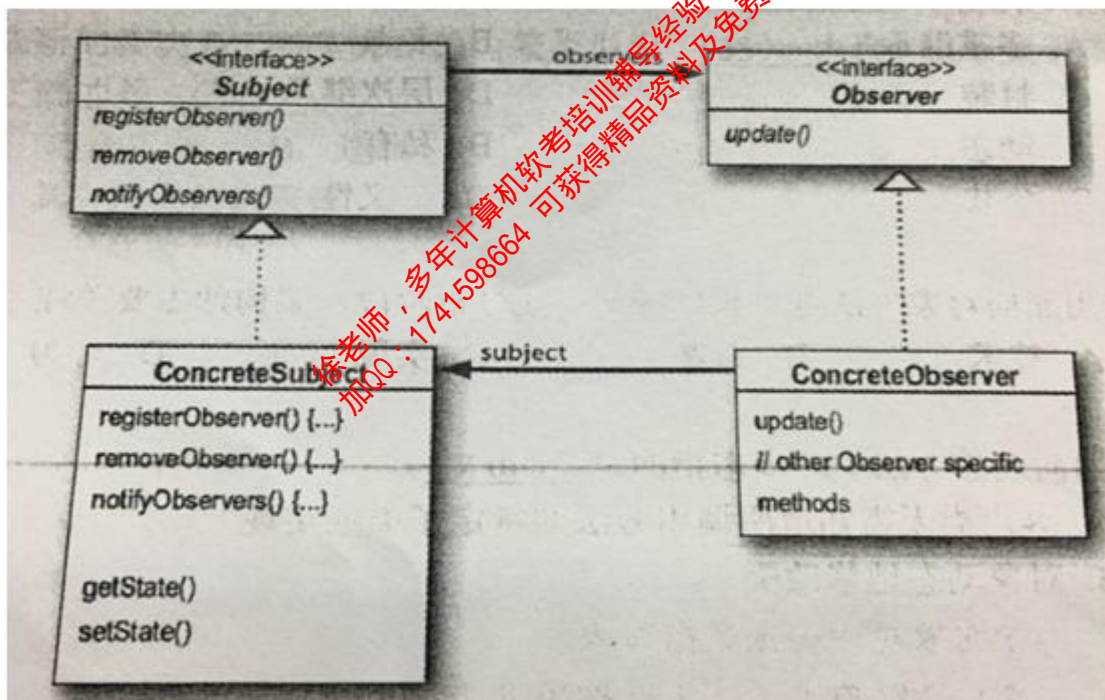 <<interface>>
Subject
registerObserver()
removeObserver()
notifyObservers()
observers
<<interface>>
Observer
update()
徐老师,多年计算机软考培训辅导经验
加QQ:1741598664 可获得精品资料及免费
ConcreteSubject
registerObserver() {...}
removeObserver() {...}
notifyObservers() {...}
getState()
setState()
subject
ConcreteObserver
update()
// other Observer specific
methods